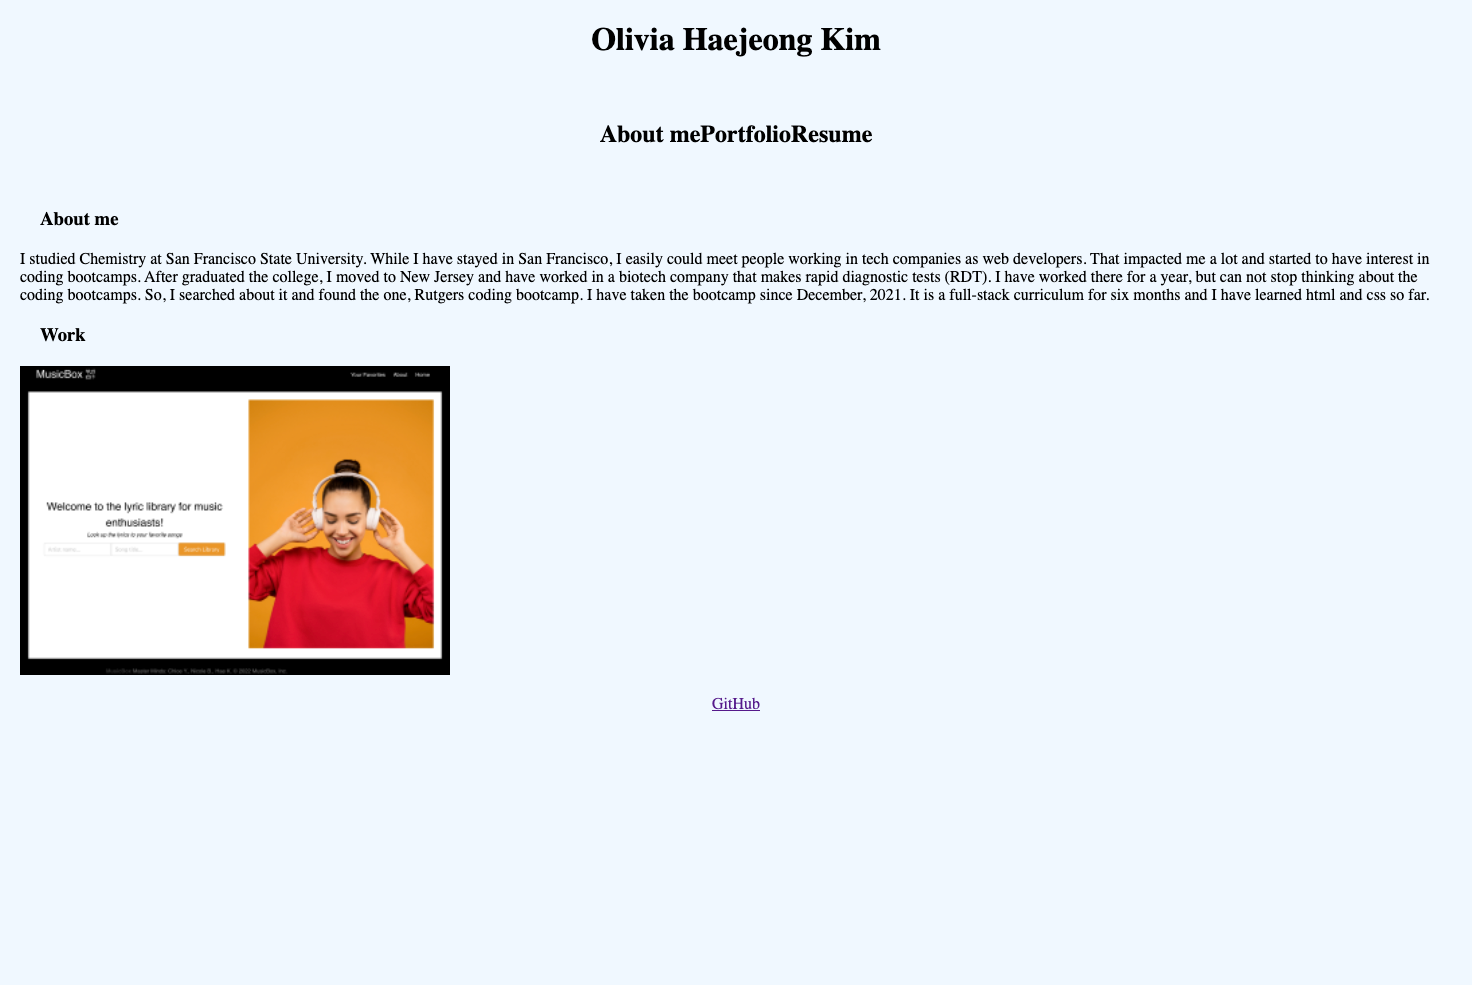 Olivia Haejeong Kim
About mePortfolioResume
About me
I studied Chemistry at San Francisco State University. While I have stayed in San Francisco, I easily could meet people working in tech companies as web developers. That impacted me a lot and started to have interest in
coding bootcamps. After graduated the college, I moved to New Jersey and have worked in a biotech company that makes rapid diagnostic tests (RDT). I have worked there for a year, but can not stop thinking about the
coding bootcamps. So, I searched about it and found the one, Rutgers coding bootcamp. I have taken the bootcamp since December, 2021. It is a full-stack curriculum for six months and I have learned html and css so far.
Work
MusicBox
Your Favorites About Home
Welcome to the lyric library for music
enthusiasts!
Look up the lyrics to your favorite songs
Artist name... Song title... Search Library
MusicBox © 2022 MusicBox, Inc
GitHub